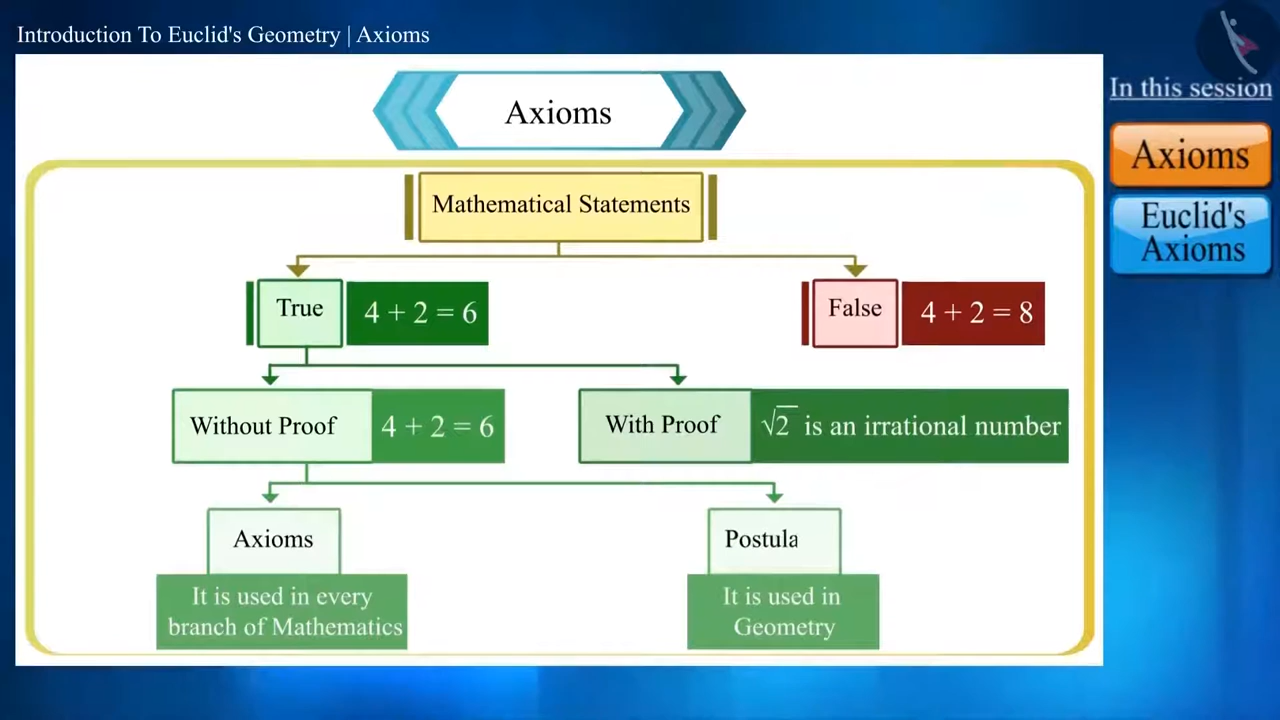 Introduction To Euclid's Geometry | Axioms
In this session
Axioms
Axioms
Euclid's
Axioms
Mathematical Statements
True
4 + 2 = 6
False
4 + 2 = 8
Without Proof
4 + 2 = 6
With Proof
√2 is an irrational number
Axioms
Postula
It is used in every
branch of Mathematics
It is used in
Geometry